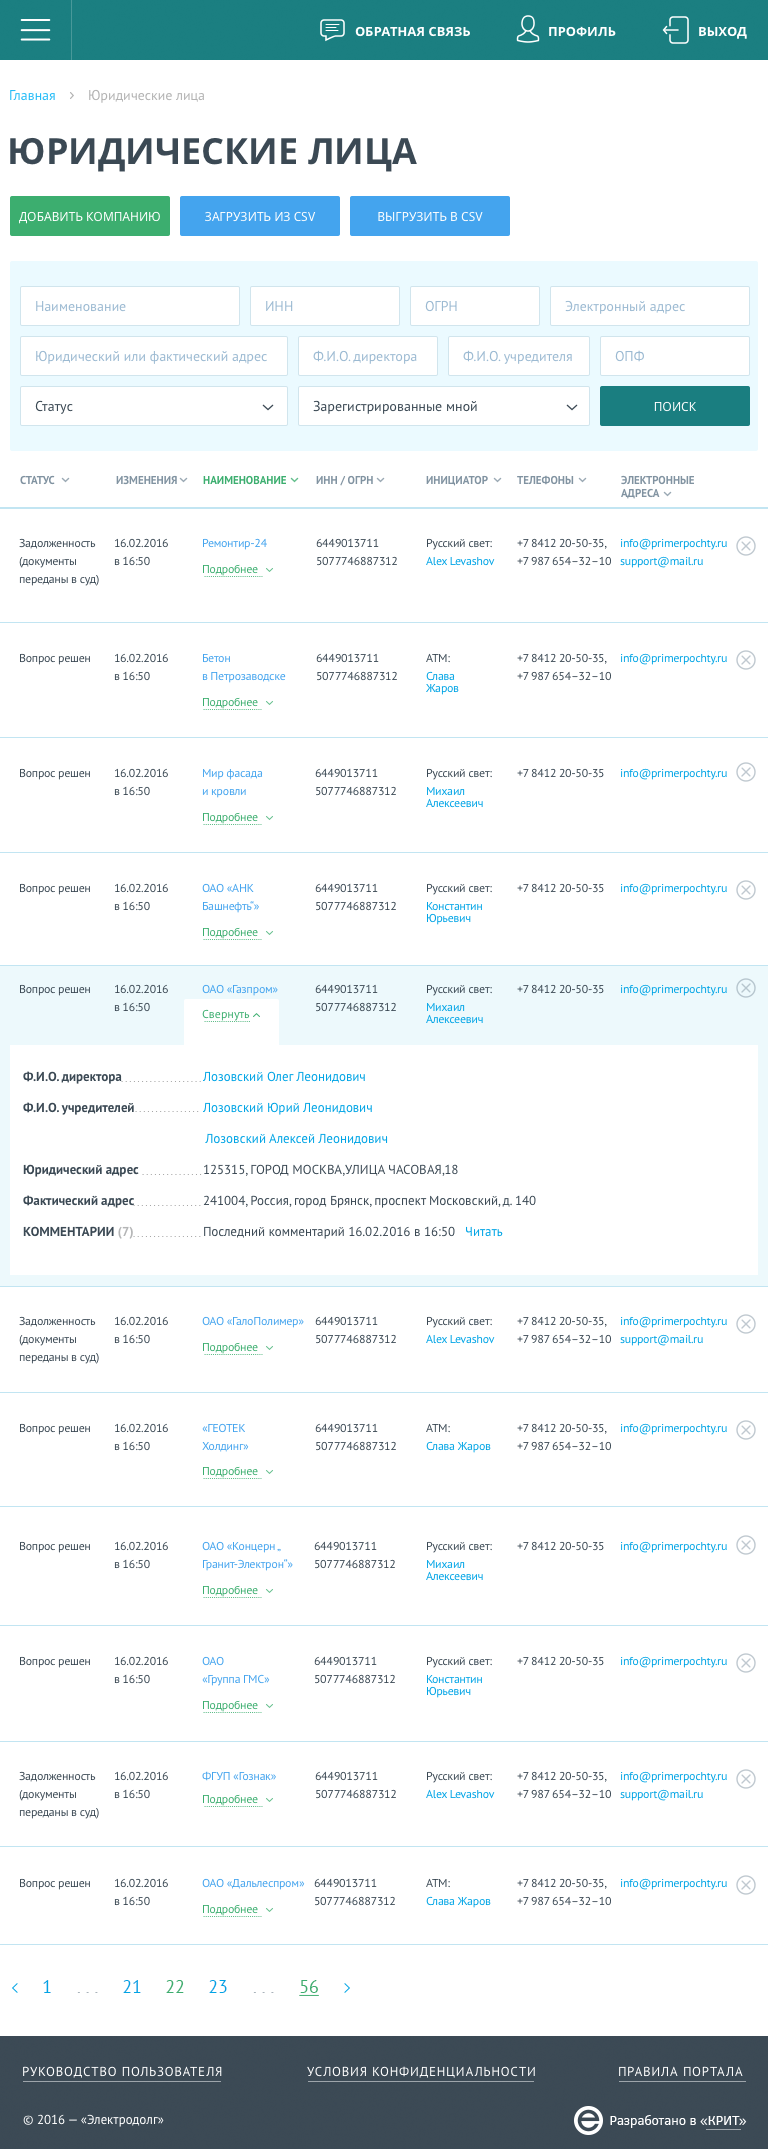 ОБРАТНАЯ СВЯЗЬ ПРОФИЛЬ ВЫХОД
Главная > Юридические лица
ЮРИДИЧЕСКИЕ ЛИЦА
ДОБАВИТЬ КОМПАНИЮ ЗАГРУЗИТЬ ИЗ CSV ВЫГРУЗИТЬ В CSV
Наименование ИНН ОГРН Электронный адрес
Юридический или фактический адрес Ф.И.О. директора Ф.И.О. учредителя ОПФ
Статус Зарегистрированные мной ПОИСК
СТАТУС ИЗМЕНЕНИЯ НАИМЕНОВАНИЕ ИНН / ОГРН ИНИЦИАТОР ТЕЛЕФОНЫ ЭЛЕКТРОННЫЕ
АДРЕСА
Задолженность 16.02.2016 Ремонтир-24 6449013711 Русский свет: +7 8412 20-50-35, info@primerpochty.ru
(документы в 16:50 5077746887312 Alex Levashov +7 987 654–32–10 support@mail.ru
Подробнее
переданы в суд)
Вопрос решен 16.02.2016 Бетон 6449013711 АТМ: +7 8412 20-50-35, info@primerpochty.ru
в 16:50 в Петрозаводске 5077746887312 Слава +7 987 654–32–10
Жаров
Подробнее
Вопрос решен 16.02.2016 Мир фасада 6449013711 Русский свет: +7 8412 20-50-35 info@primerpochty.ru
в 16:50 и кровли 5077746887312 Михаил
Алексеевич
Подробнее
Вопрос решен 16.02.2016 ОАО «АНК 6449013711 Русский свет: +7 8412 20-50-35 info@primerpochty.ru
в 16:50 Башнефть“» 5077746887312 Константин
Юрьевич
Подробнее
Вопрос решен 16.02.2016 ОАО «Газпром» 6449013711 Русский свет: +7 8412 20-50-35 info@primerpochty.ru
в 16:50 5077746887312 Михаил
Свернуть
Алексеевич
Ф.И.О. директора Лозовский Олег Леонидович
Ф.И.О. учредителей Лозовский Юрий Леонидович
Лозовский Алексей Леонидович
Юридический адрес 125315, ГОРОД МОСКВА,УЛИЦА ЧАСОВАЯ,18
Фактический адрес 241004, Россия, город Брянск, проспект Московский, д. 140
КОММЕНТАРИИ (7) Последний комментарий 16.02.2016 в 16:50 Читать
Задолженность 16.02.2016 ОАО «ГалоПолимер» 6449013711 Русский свет: +7 8412 20-50-35, info@primerpochty.ru
(документы в 16:50 5077746887312 Alex Levashov +7 987 654–32–10 support@mail.ru
Подробнее
переданы в суд)
Вопрос решен 16.02.2016 «ГЕОТЕК 6449013711 АТМ: +7 8412 20-50-35, info@primerpochty.ru
в 16:50 Холдинг» 5077746887312 Слава Жаров +7 987 654–32–10
Подробнее
Вопрос решен 16.02.2016 ОАО «Концерн „ 6449013711 Русский свет: +7 8412 20-50-35 info@primerpochty.ru
в 16:50 Гранит-Электрон“» 5077746887312 Михаил
Алексеевич
Подробнее
Вопрос решен 16.02.2016 ОАО 6449013711 Русский свет: +7 8412 20-50-35 info@primerpochty.ru
в 16:50 «Группа ГМС» 5077746887312 Константин
Юрьевич
Подробнее
Задолженность 16.02.2016 ФГУП «Гознак» 6449013711 Русский свет: +7 8412 20-50-35, info@primerpochty.ru
(документы в 16:50 5077746887312 Alex Levashov +7 987 654–32–10 support@mail.ru
Подробнее
переданы в суд)
Вопрос решен 16.02.2016 ОАО «Дальлеспром» 6449013711 АТМ: +7 8412 20-50-35, info@primerpochty.ru
в 16:50 5077746887312 Слава Жаров +7 987 654–32–10
Подробнее
< 1 ... 21 22 23 ... 56 >
РУКОВОДСТВО ПОЛЬЗОВАТЕЛЯ УСЛОВИЯ КОНФИДЕНЦИАЛЬНОСТИ ПРАВИЛА ПОРТАЛА
© 2016 — «Электродолг» Разработано в «КРИТ»